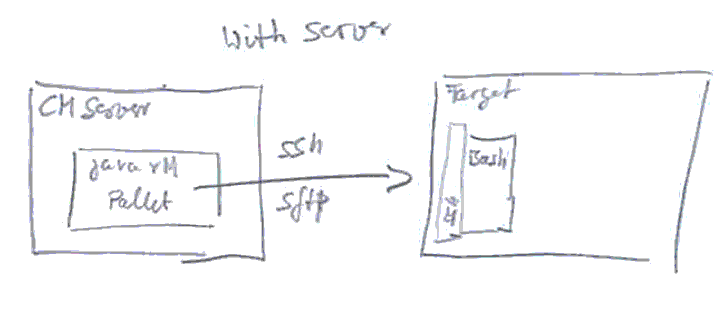 With Server
CM Server
java VM
Pallet
ssh
sftp
Target
Bash